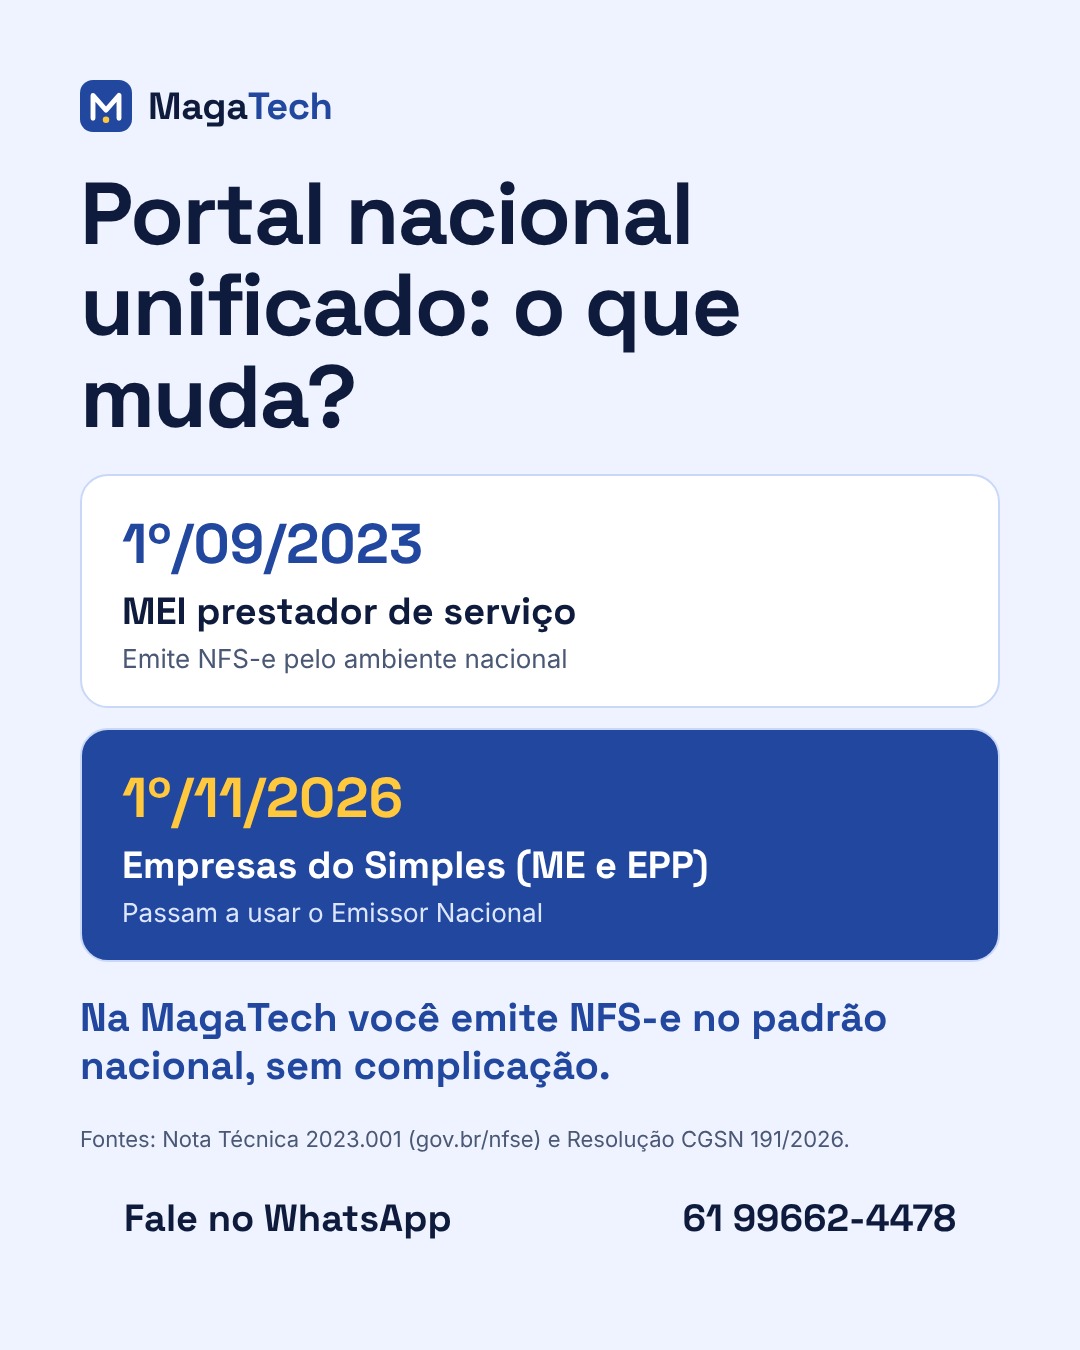 MagaTech
Portal nacional
unificado: o que
muda?
1º/09/2023
MEI prestador de serviço
Emite NFS-e pelo ambiente nacional
1º/11/2026
Empresas do Simples (ME e EPP)
Passam a usar o Emissor Nacional
Na MagaTech você emite NFS-e no padrão
nacional, sem complicação.
Fontes: Nota Técnica 2023.001 (gov.br/nfse) e Resolução CGSN 191/2026.
Fale no WhatsApp 61 99662-4478